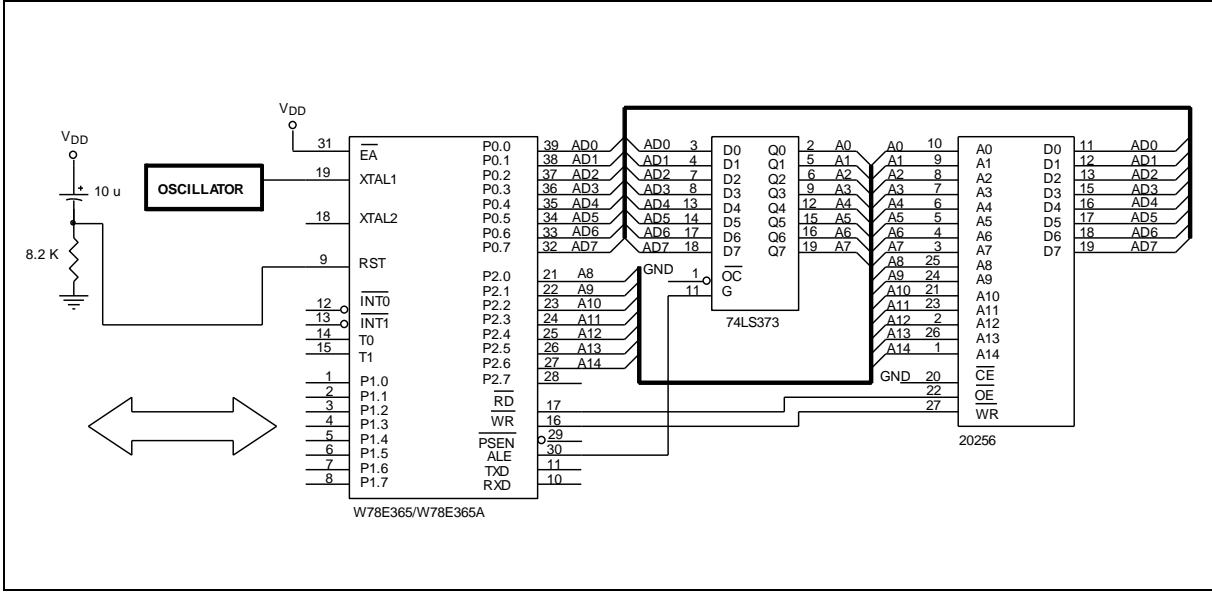 VDD
10 u
8.2 K
OSCILLATOR
VDD
31 EA
19 XTAL1
18 XTAL2
9 RST
12 INT0
13 INT1
14 T0
15 T1
1 P1.0
2 P1.1
3 P1.2
4 P1.3
5 P1.4
6 P1.5
7 P1.6
8 P1.7
P0.0 39 AD0
P0.1 38 AD1
P0.2 37 AD2
P0.3 36 AD3
P0.4 35 AD4
P0.5 34 AD5
P0.6 33 AD6
P0.7 32 AD7
P2.0 21 A8
P2.1 22 A9
P2.2 23 A10
P2.3 24 A11
P2.4 25 A12
P2.5 26 A13
P2.6 27 A14
P2.7 28
RD 17
WR 16
PSEN 29
ALE 30
TXD 11
RXD 10
W78E365/W78E365A
AD0 3 D0 Q0 2 A0
AD1 4 D1 Q1 5 A1
AD2 7 D2 Q2 6 A2
AD3 8 D3 Q3 9 A3
AD4 13 D4 Q4 12 A4
AD5 14 D5 Q5 15 A5
AD6 17 D6 Q6 16 A6
AD7 18 D7 Q7 19 A7
GND 1 OC
11 G
74LS373
A0 10 A0 D0 11 AD0
A1 9 A1 D1 12 AD1
A2 8 A2 D2 13 AD2
A3 7 A3 D3 15 AD3
A4 6 A4 D4 16 AD4
A5 5 A5 D5 17 AD5
A6 4 A6 D6 18 AD6
A7 3 A7 D7 19 AD7
A8 25 A8
A9 24 A9
A10 21 A10
A11 23 A11
A12 2 A12
A13 26 A13
A14 1 A14
GND 20 CE
22 OE
27 WR
20256